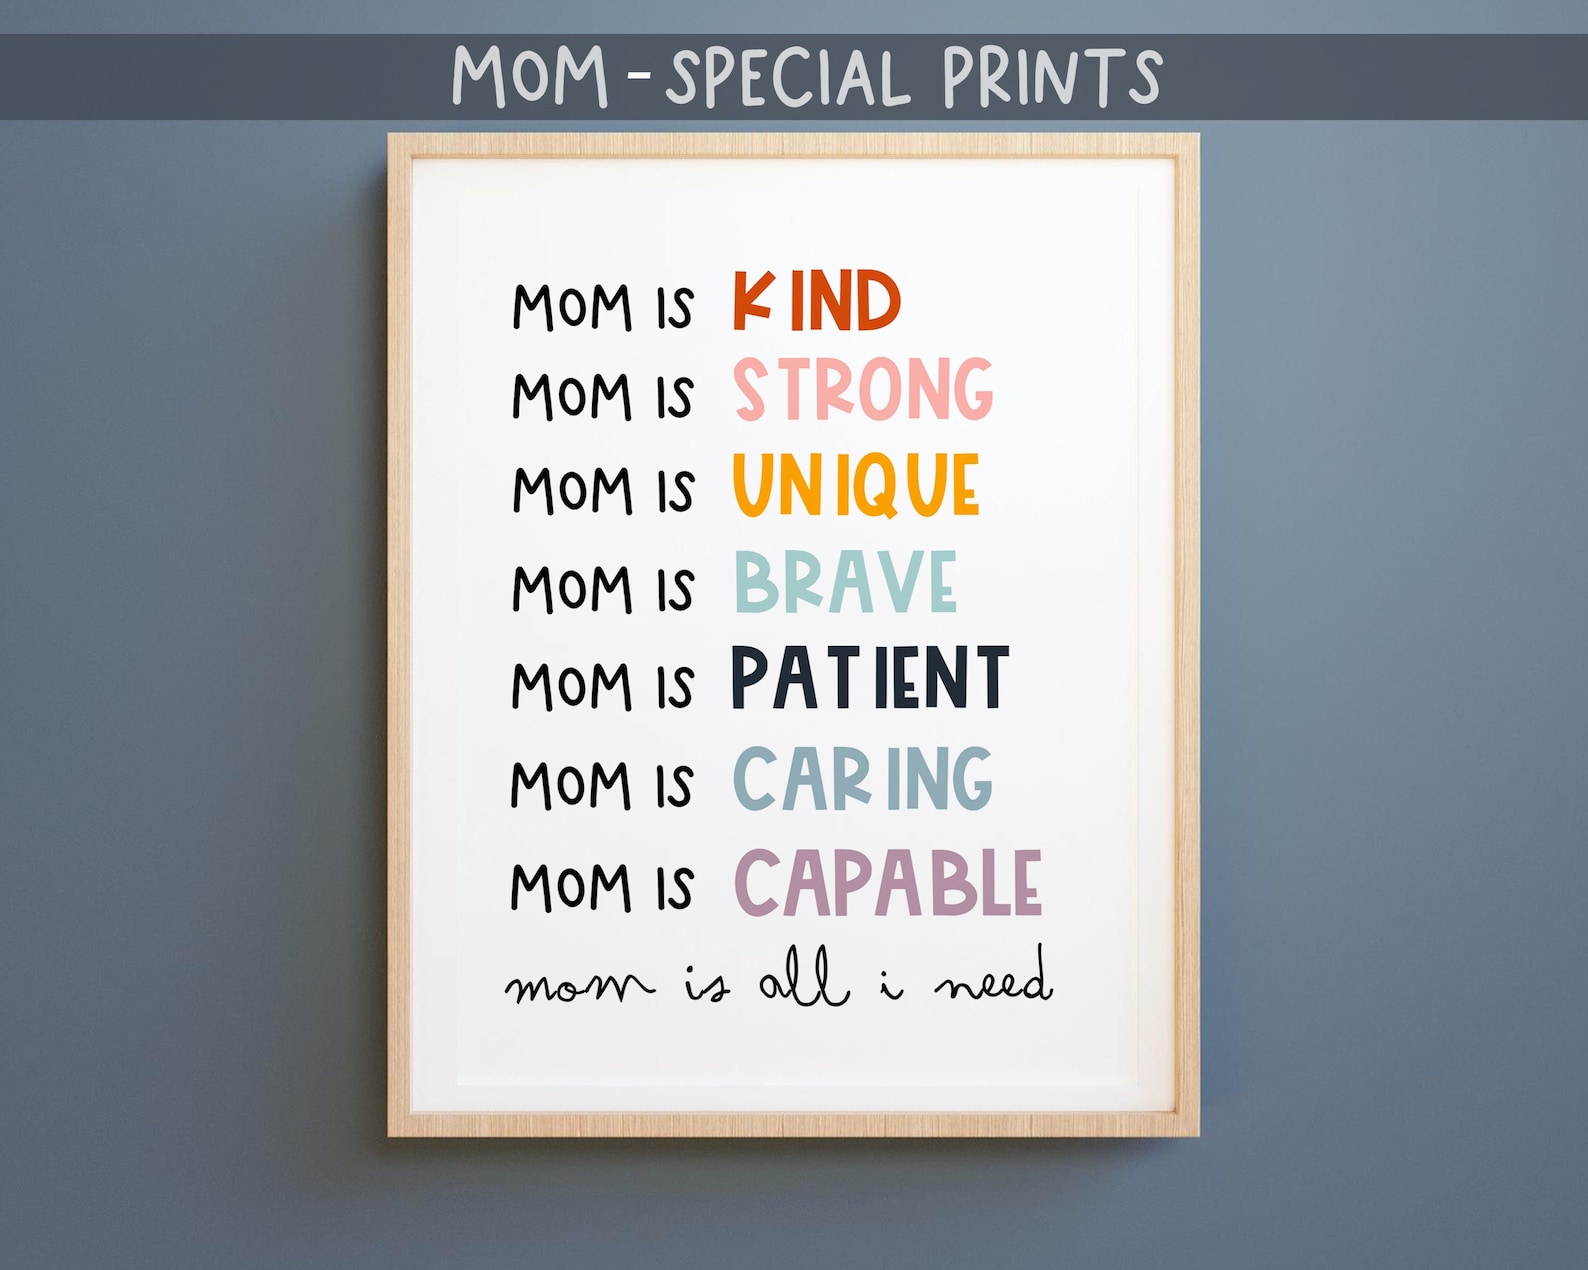 MOM - SPECIAL PRINTS
MOM IS KIND
MOM IS STRONG
MOM IS UNIQUE
MOM IS BRAVE
MOM IS PATIENT
MOM IS CARING
MOM IS CAPABLE
mom is all i need